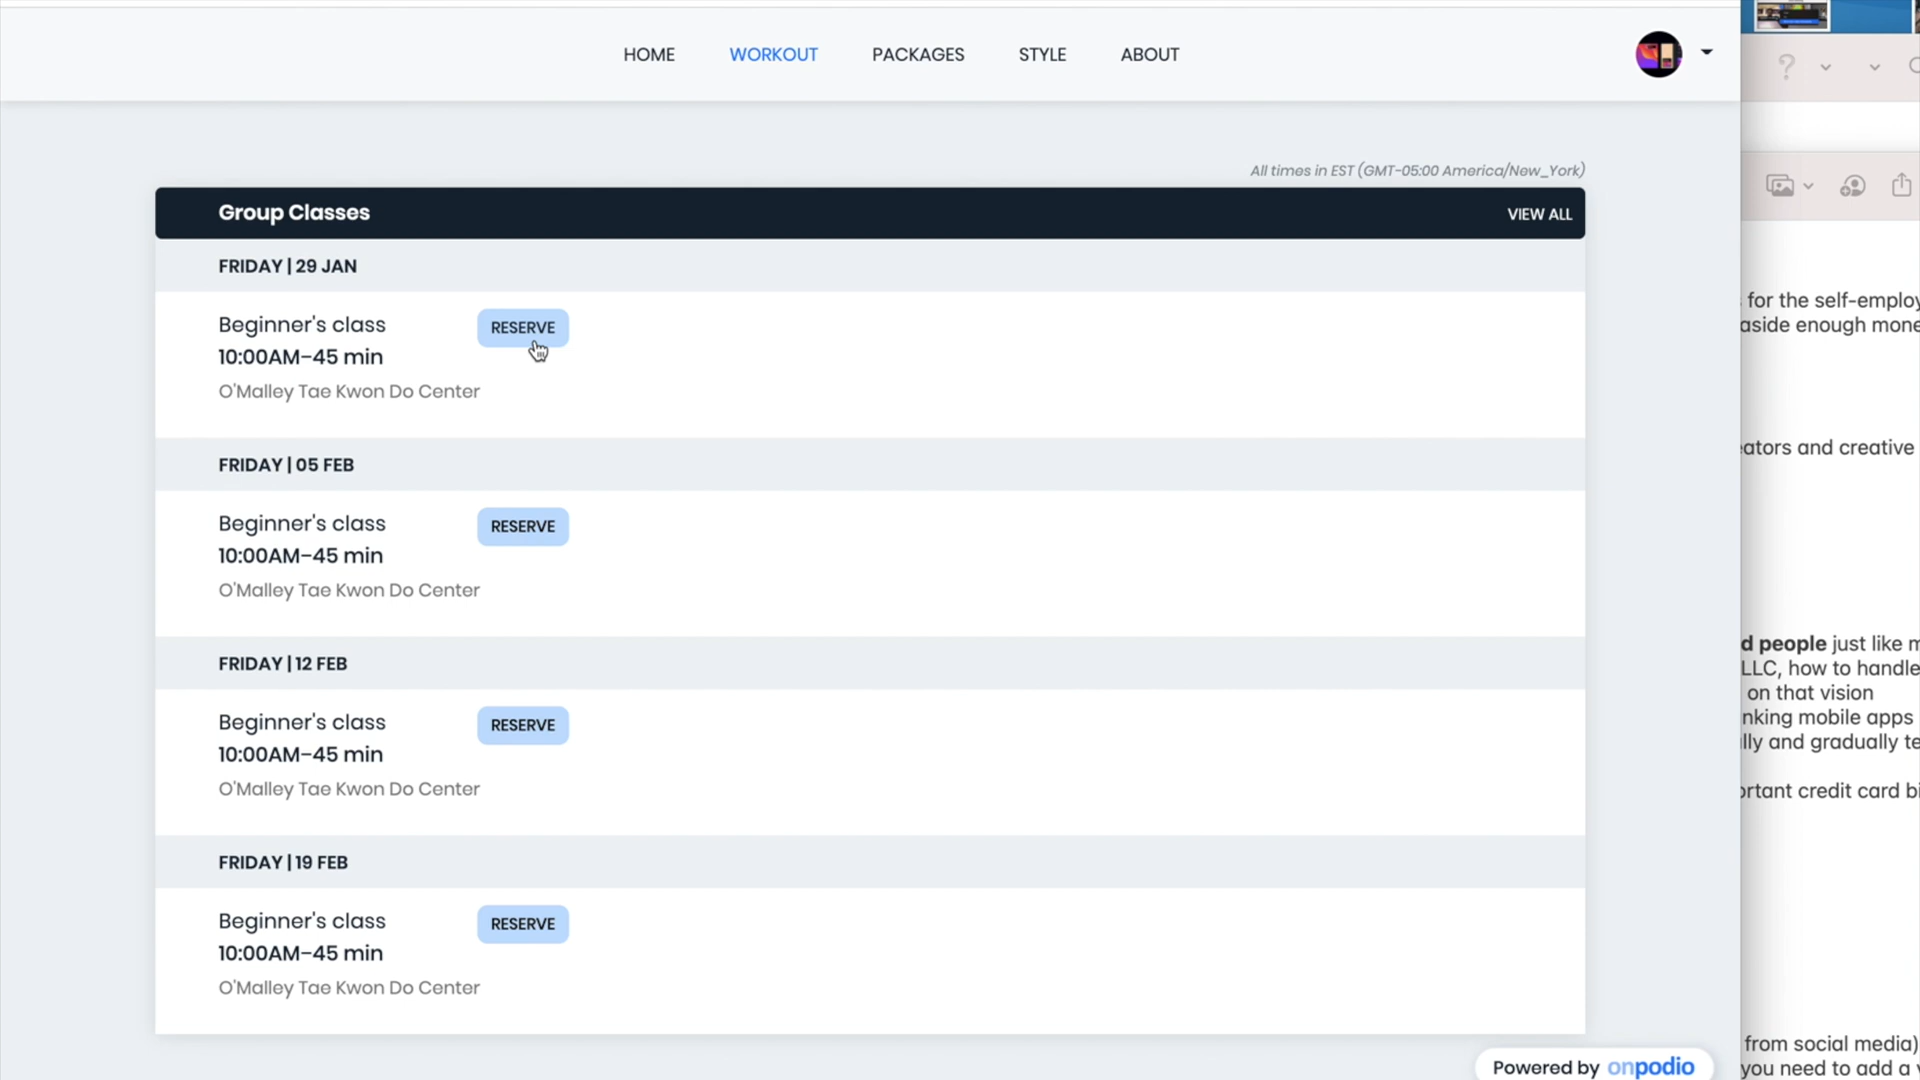 HOME WORKOUT PACKAGES STYLE ABOUT
?
All times in EST (GMT-05:00 America/New_York)
Group Classes VIEW ALL
FRIDAY | 29 JAN
Beginner's class RESERVE
10:00AM–45 min
O'Malley Tae Kwon Do Center
FRIDAY | 05 FEB
Beginner's class RESERVE
10:00AM–45 min
O'Malley Tae Kwon Do Center
FRIDAY | 12 FEB
Beginner's class RESERVE
10:00AM–45 min
O'Malley Tae Kwon Do Center
FRIDAY | 19 FEB
Beginner's class RESERVE
10:00AM–45 min
O'Malley Tae Kwon Do Center
Powered by onpodio
for the self-employ
aside enough mone
ators and creative
d people just like m
LLC, how to handle
on that vision
nking mobile apps
lly and gradually te
ortant credit card bi
from social media)
you need to add a v